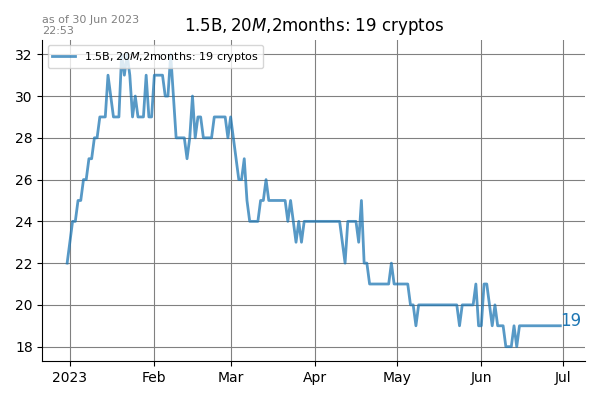 as of 30 Jun 2023
22:53
1.5B, 20M,2months: 19 cryptos
1.5B, 20M,2months: 19 cryptos
32
30
28
26
24
22
20
18
19
2023 Feb Mar Apr May Jun Jul